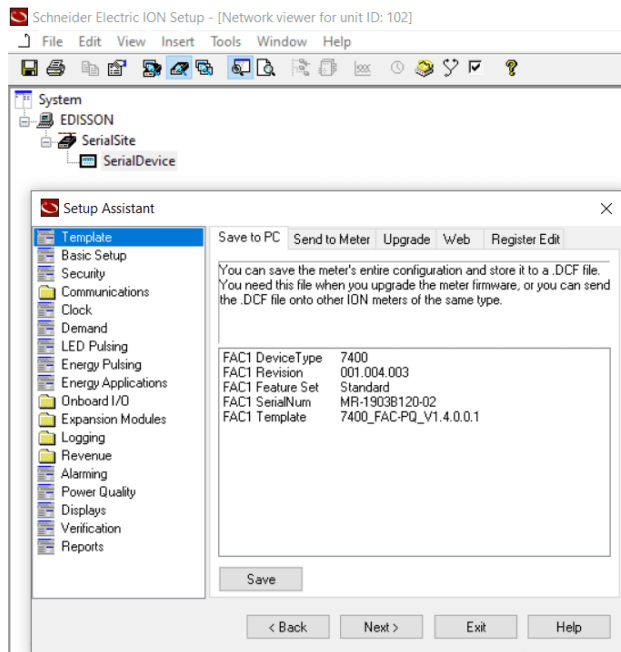 Schneider Electric ION Setup - [Network viewer for unit ID: 102]
File Edit View Insert Tools Window Help
System
EDISSON
SerialSite
SerialDevice
Setup Assistant
Template
Basic Setup
Security
Communications
Clock
Demand
LED Pulsing
Energy Pulsing
Energy Applications
Onboard I/O
Expansion Modules
Logging
Revenue
Alarming
Power Quality
Displays
Verification
Reports
Save to PC Send to Meter Upgrade Web Register Edit
You can save the meter's entire configuration and store it to a .DCF file.
You need this file when you upgrade the meter firmware, or you can send
the .DCF file onto other ION meters of the same type.
FAC1 DeviceType 7400
FAC1 Revision 001.004.003
FAC1 Feature Set Standard
FAC1 SerialNum MR-1903B120-02
FAC1 Template 7400_FAC-PQ_V1.4.0.0.1
Save
< Back Next > Exit Help